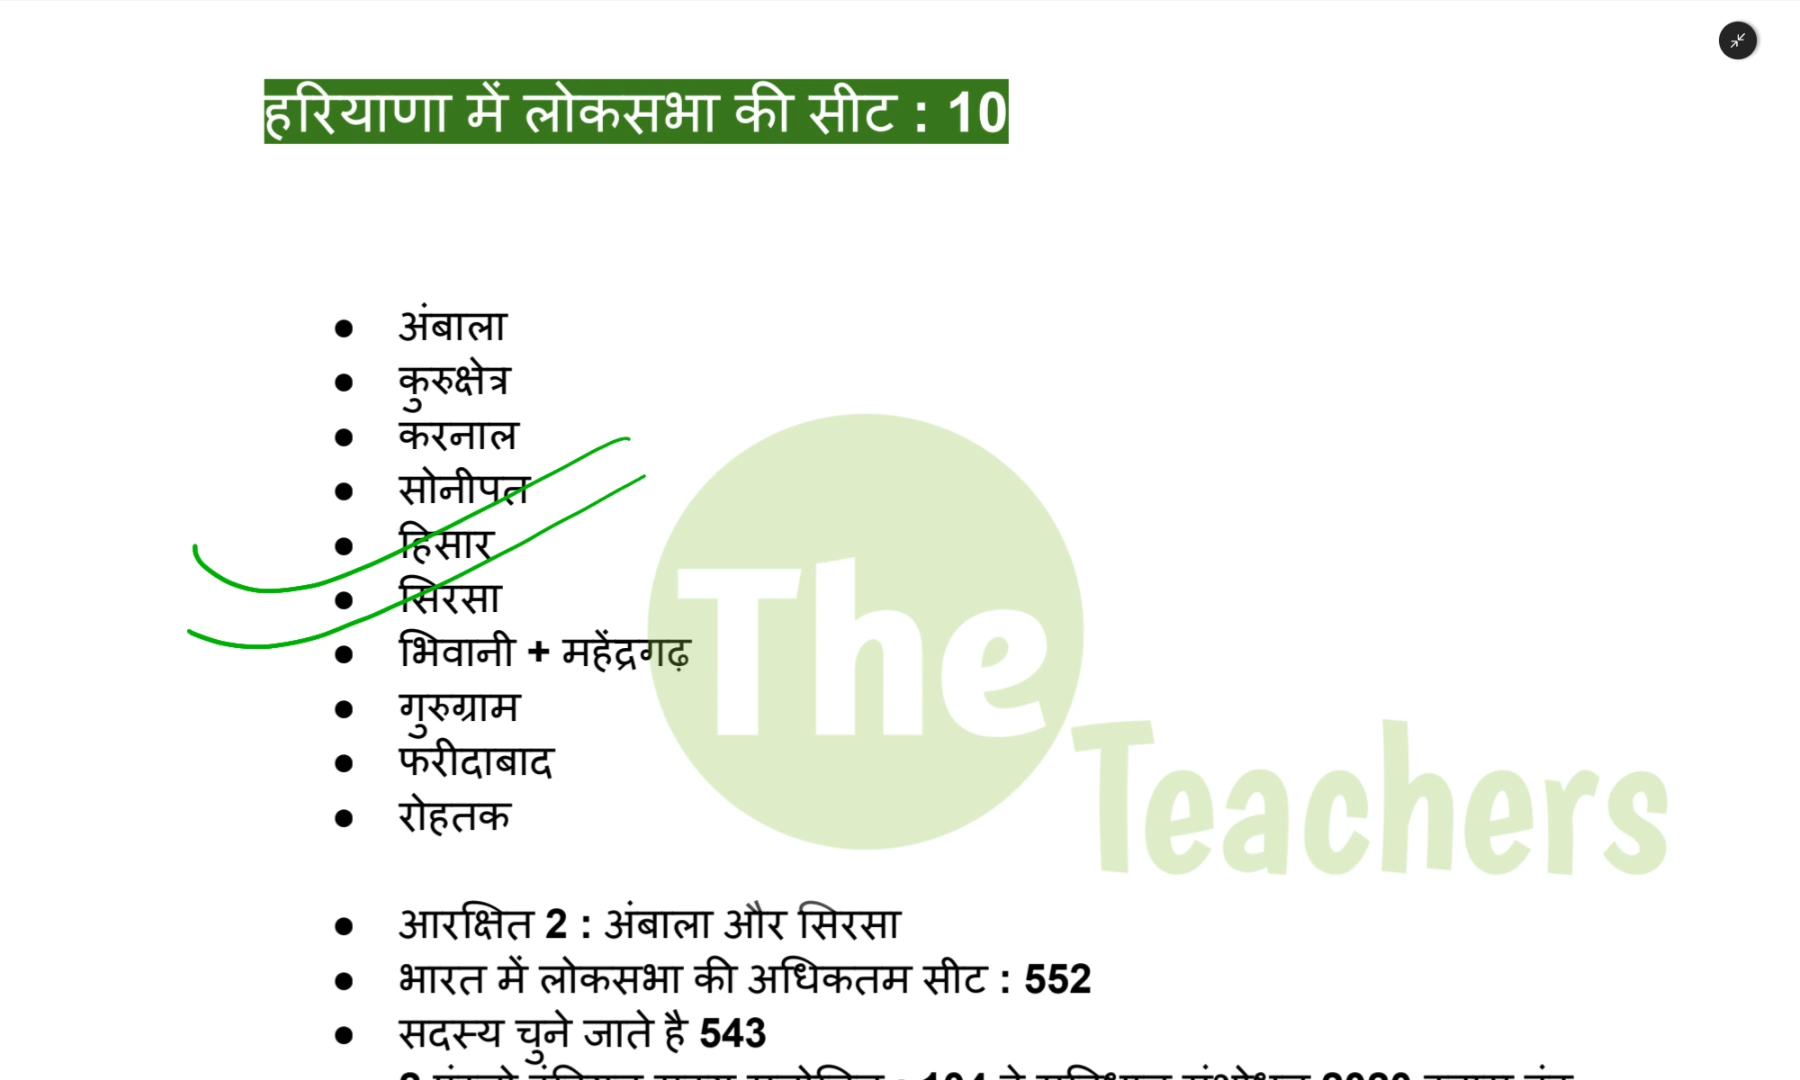 हरियाणा में लोकसभा की सीट : 10
● अंबाला
● कुरुक्षेत्र
● करनाल
● सोनीपत
● हिसार
● सिरसा
● भिवानी + महेंद्रगढ़
● गुरुग्राम
● फरीदाबाद
● रोहतक
The
Teachers
● आरक्षित 2 : अंबाला और सिरसा
● भारत में लोकसभा की अधिकतम सीट : 552
● सदस्य चुने जाते है 543